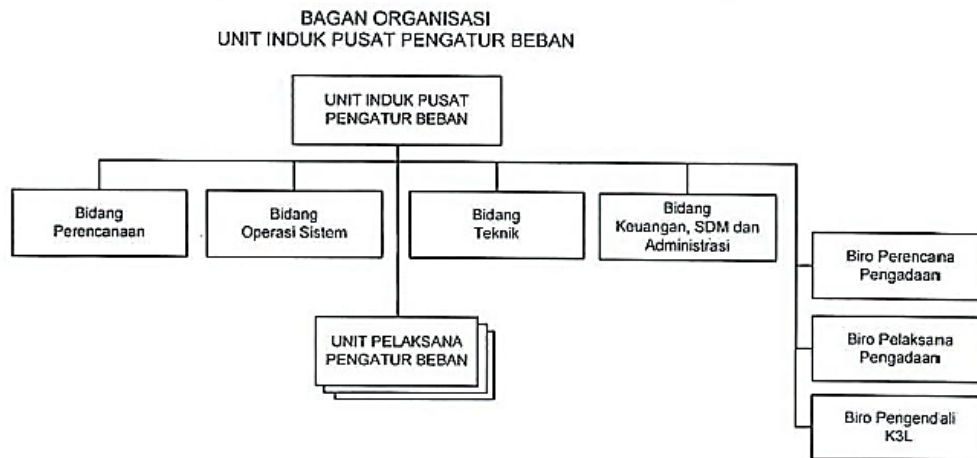 BAGAN ORGANISASI
UNIT INDUK PUSAT PENGATUR BEBAN
UNIT INDUK PUSAT
PENGATUR BEBAN
Bidang
Perencanaan
Bidang
Operasi Sistem
Bidang
Teknik
Bidang
Keuangan, SDM dan
Administrasi
Biro Perencana
Pengadaan
UNIT PELAKSANA
PENGATUR BEBAN
Biro Pelaksana
Pengadaan
Biro Pengendali
K3L